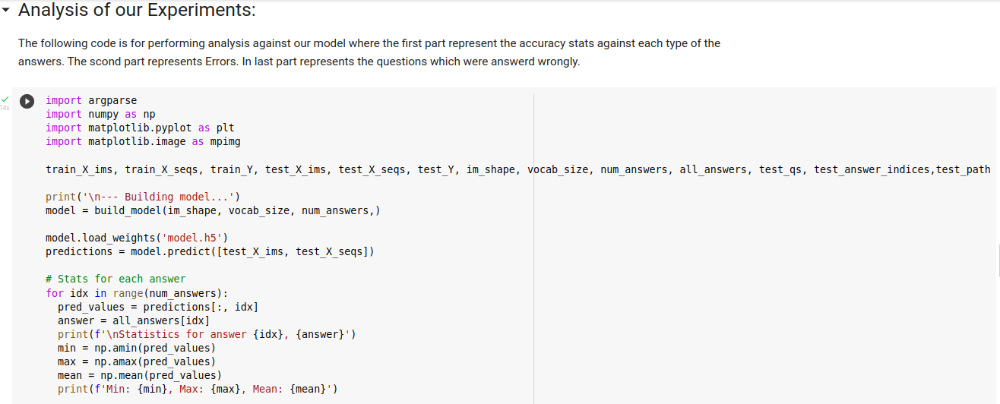 Analysis of our Experiments:
The following code is for performing analysis against our model where the first part represent the accuracy stats against each type of the
answers. The scond part represents Errors. In last part represents the questions which were answerd wrongly.
14s
import argparse
import numpy as np
import matplotlib.pyplot as plt
import matplotlib.image as mpimg
train_X_ims, train_X_seqs, train_Y, test_X_ims, test_X_seqs, test_Y, im_shape, vocab_size, num_answers, all_answers, test_qs, test_answer_indices,test_path
print('\n--- Building model...')
model = build_model(im_shape, vocab_size, num_answers,)
model.load_weights('model.h5')
predictions = model.predict([test_X_ims, test_X_seqs])
# Stats for each answer
for idx in range(num_answers):
  pred_values = predictions[:, idx]
  answer = all_answers[idx]
  print(f'\nStatistics for answer {idx}, {answer}')
  min = np.amin(pred_values)
  max = np.amax(pred_values)
  mean = np.mean(pred_values)
  print(f'Min: {min}, Max: {max}, Mean: {mean}')